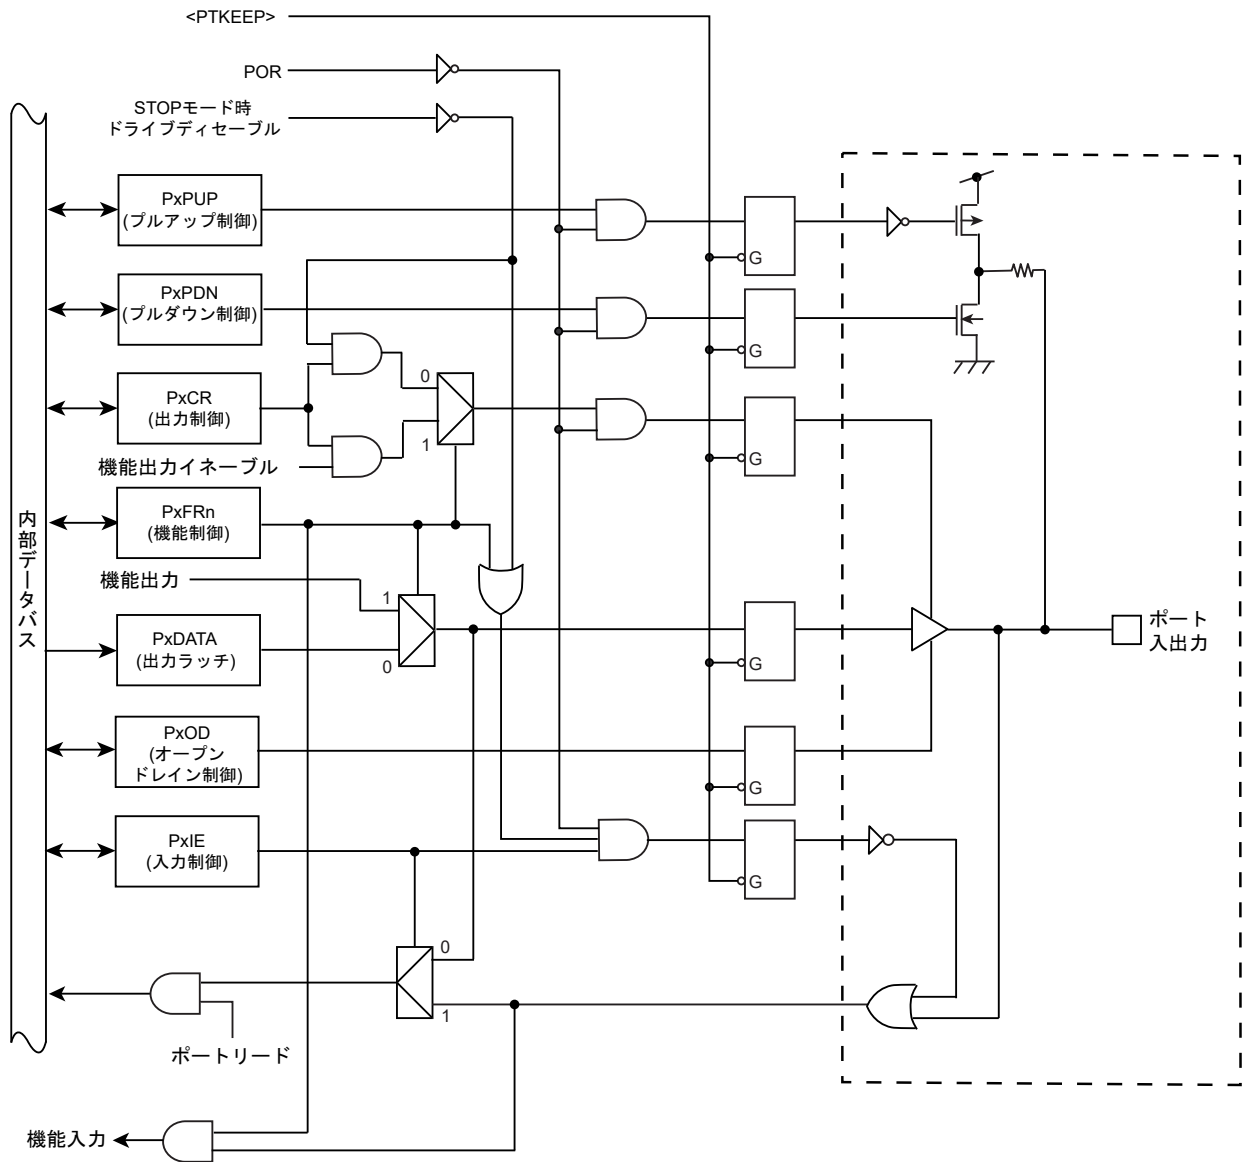 <PTKEEP>
POR
STOPモード時
ドライブディセーブル
PxPUP
(プルアップ制御)
G
PxPDN
(プルダウン制御)
G
PxCR
(出力制御)
0
1
G
機能出力イネーブル
内部データバス
PxFRn
(機能制御)
機能出力
1
0
PxDATA
(出力ラッチ)
G
ポート
入出力
PxOD
(オープン
ドレイン制御)
G
PxIE
(入力制御)
G
0
1
ポートリード
機能入力